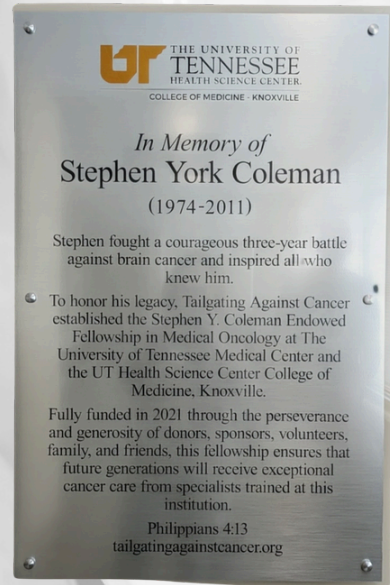 UT THE UNIVERSITY OF
TENNESSEE
HEALTH SCIENCE CENTER.
COLLEGE OF MEDICINE - KNOXVILLE
In Memory of
Stephen York Coleman
(1974-2011)
Stephen fought a courageous three-year battle
against brain cancer and inspired all who
knew him.
To honor his legacy, Tailgating Against Cancer
established the Stephen Y. Coleman Endowed
Fellowship in Medical Oncology at The
University of Tennessee Medical Center and
the UT Health Science Center College of
Medicine, Knoxville.
Fully funded in 2021 through the perseverance
and generosity of donors, sponsors, volunteers,
family, and friends, this fellowship ensures that
future generations will receive exceptional
cancer care from specialists trained at this
institution.
Philippians 4:13
tailgatingagainstcancer.org